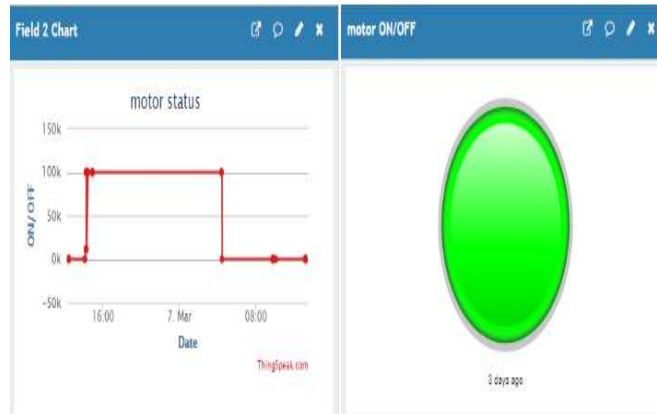 Field 2 Chart
motor status
150k
100k
50k
0k
-50k
ON/OFF
16:00
7. Mar
08:00
Date
ThingSpeak.com
motor ON/OFF
3 days ago